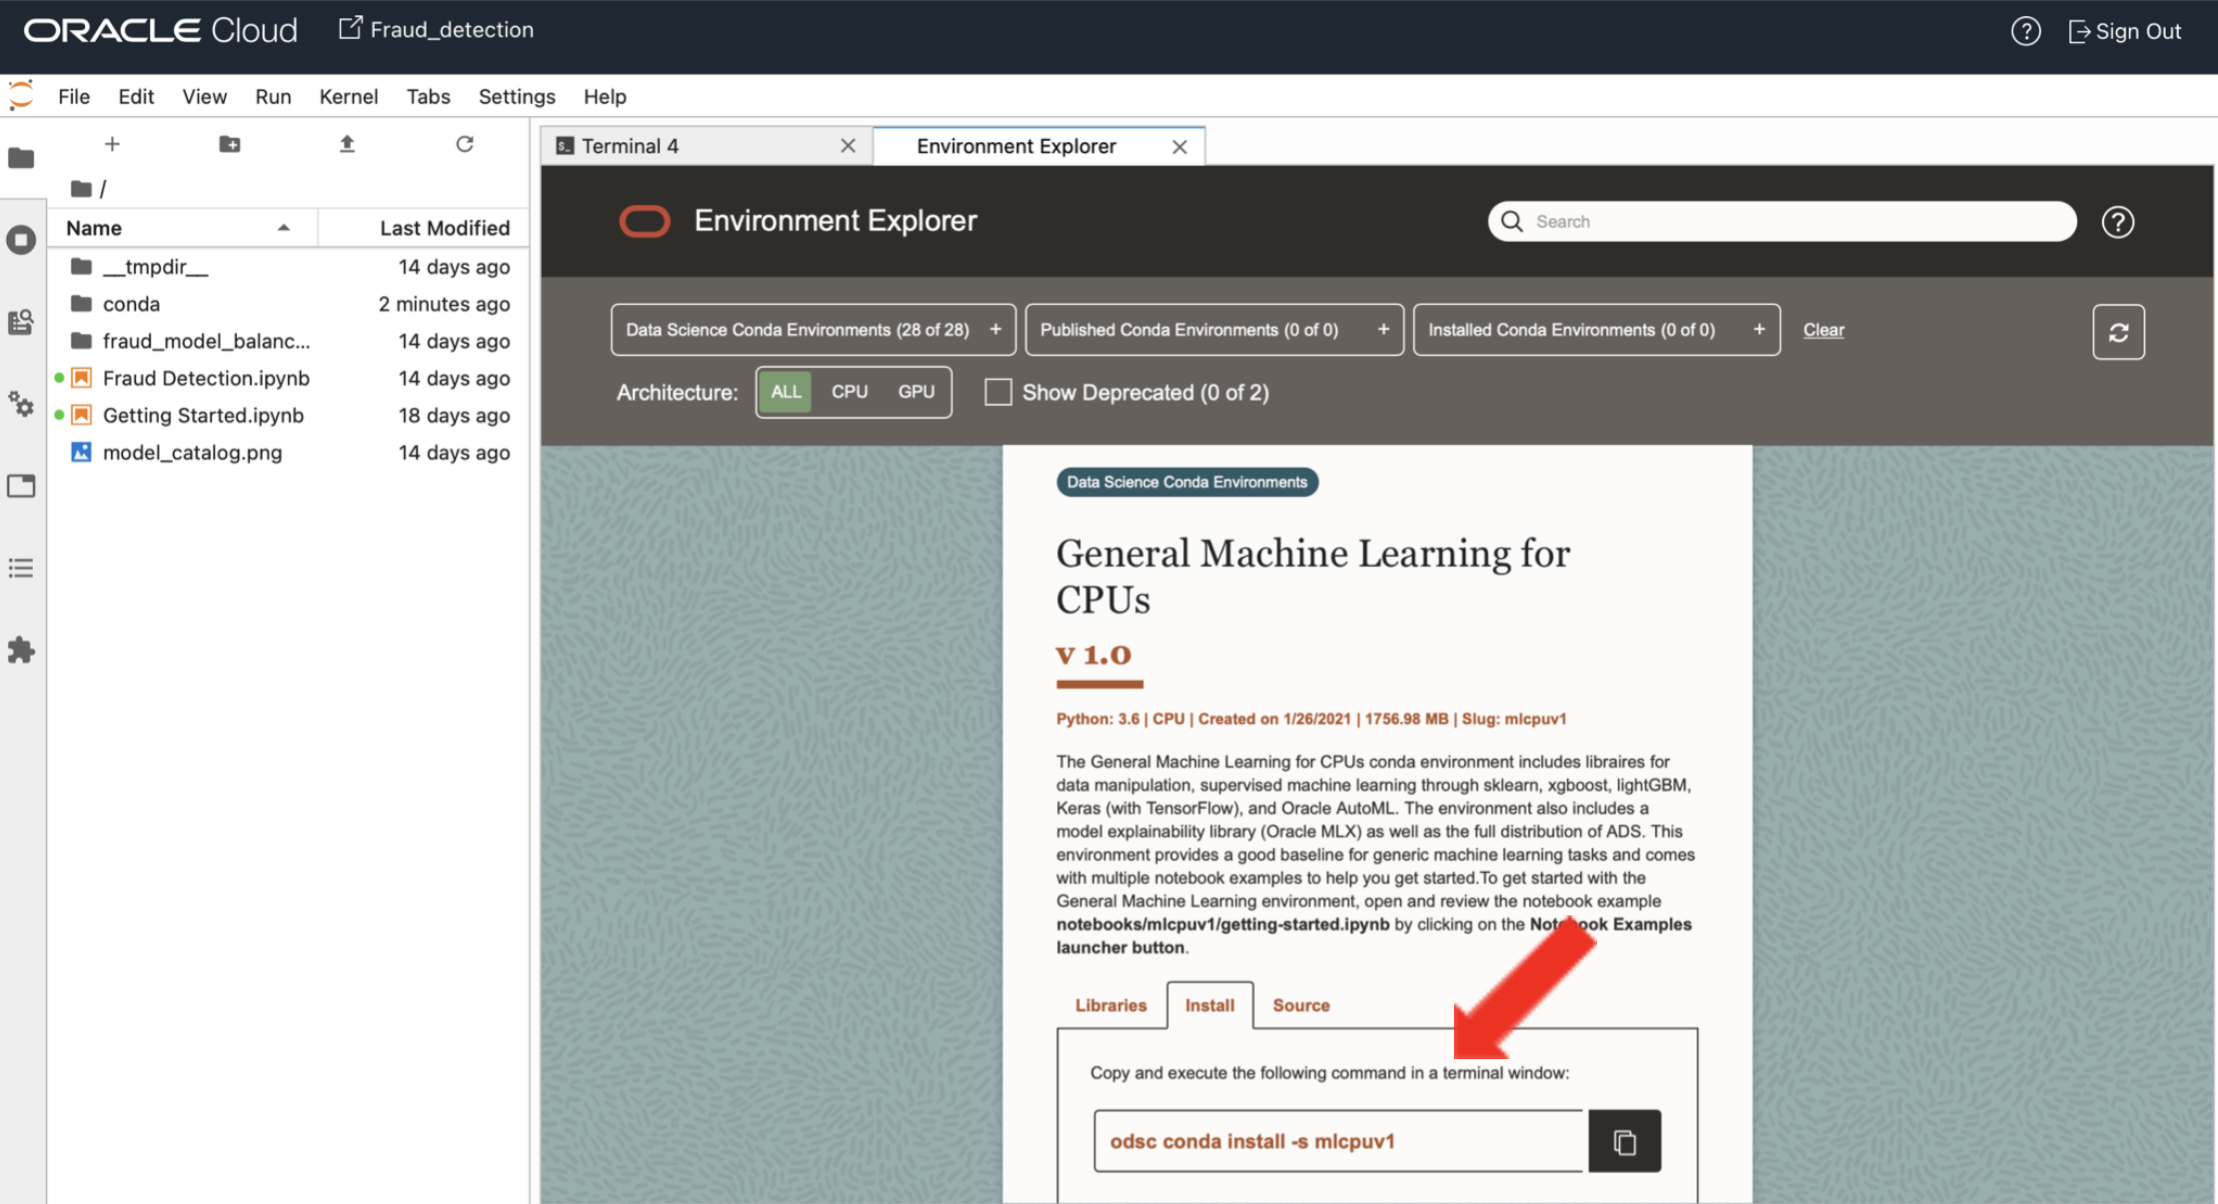 ORACLE Cloud
Fraud_detection
Sign Out
File Edit View Run Kernel Tabs Settings Help
/
Name Last Modified
__tmpdir__ 14 days ago
conda 2 minutes ago
fraud_model_balanc... 14 days ago
Fraud Detection.ipynb 14 days ago
Getting Started.ipynb 18 days ago
model_catalog.png 14 days ago
Terminal 4
Environment Explorer
Environment Explorer
Search
Data Science Conda Environments (28 of 28) +
Published Conda Environments (0 of 0) +
Installed Conda Environments (0 of 0) +
Clear
Architecture: ALL CPU GPU
Show Deprecated (0 of 2)
Data Science Conda Environments
General Machine Learning for
CPUs
v 1.0
Python: 3.6 | CPU | Created on 1/26/2021 | 1756.98 MB | Slug: mlcpuv1
The General Machine Learning for CPUs conda environment includes libraires for
data manipulation, supervised machine learning through sklearn, xgboost, lightGBM,
Keras (with TensorFlow), and Oracle AutoML. The environment also includes a
model explainability library (Oracle MLX) as well as the full distribution of ADS. This
environment provides a good baseline for generic machine learning tasks and comes
with multiple notebook examples to help you get started.To get started with the
General Machine Learning environment, open and review the notebook example
notebooks/mlcpuv1/getting-started.ipynb by clicking on the Notebook Examples
launcher button.
Libraries Install Source
Copy and execute the following command in a terminal window:
odsc conda install -s mlcpuv1